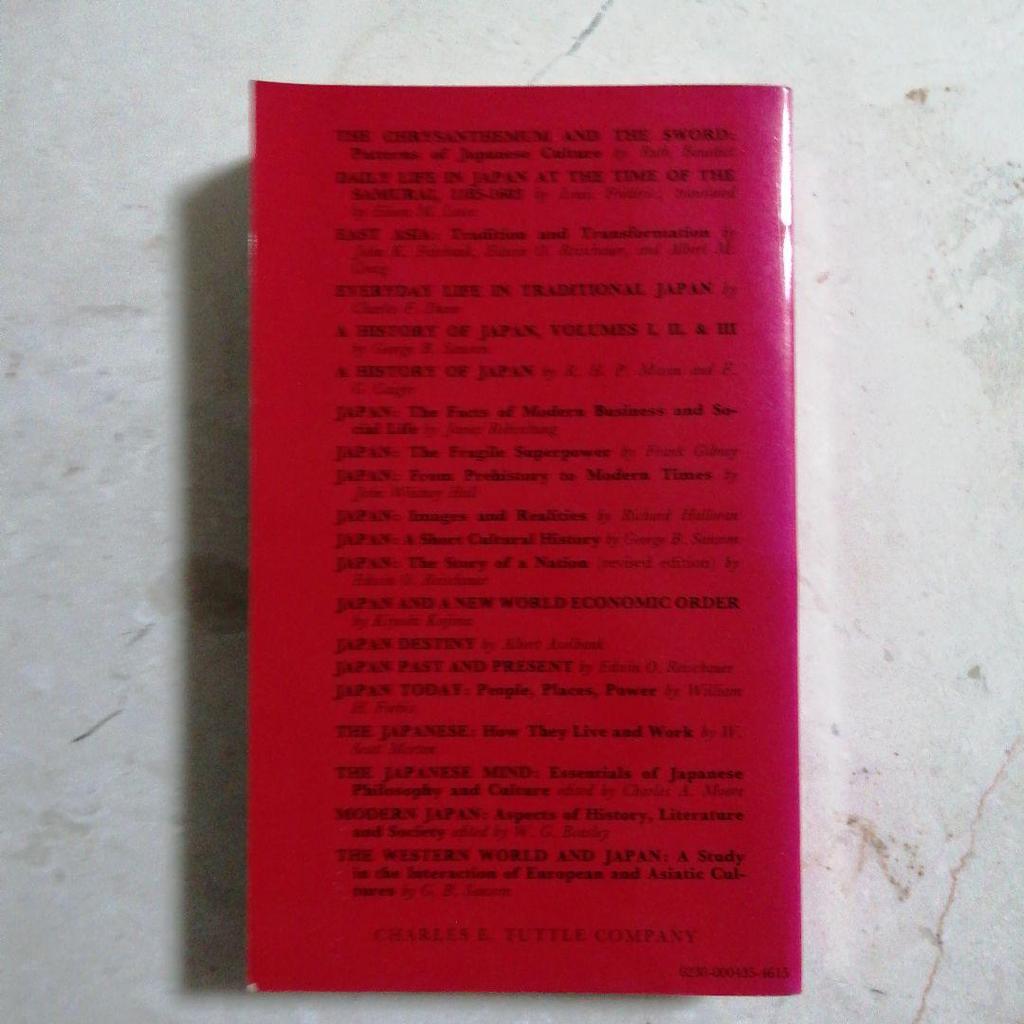 THE CHRYSANTHEMUM AND THE SWORD:
Patterns of Japanese Culture by Ruth Benedict
DAILY LIFE IN JAPAN AT THE TIME OF THE
SAMURAI, 1185-1603 by Louis Frédéric, translated
by Eileen M. Lowe
EAST ASIA: Tradition and Transformation by
John K. Fairbank, Edwin O. Reischauer, and Albert M.
Craig
EVERYDAY LIFE IN TRADITIONAL JAPAN by
Charles J. Dunn
A HISTORY OF JAPAN, VOLUMES I, II, & III
by George B. Sansom
A HISTORY OF JAPAN by R. H. P. Mason and J.
G. Caiger
JAPAN: The Facts of Modern Business and So-
cial Life by James
JAPAN: The Fragile Superpower by Frank Gibney
JAPAN: From Prehistory to Modern Times by
John Whitney Hall
JAPAN: Images and Realities by Richard Halloran
JAPAN: A Short Cultural History by George B. Sansom
JAPAN: The Story of a Nation (revised edition) by
Edwin O. Reischauer
JAPAN AND A NEW WORLD ECONOMIC ORDER
by Kiyoshi Kojima
JAPAN DESTINY by Albert Axelbank
JAPAN PAST AND PRESENT by Edwin O. Reischauer
JAPAN TODAY: People, Places, Power by William
H. Forbis
THE JAPANESE: How They Live and Work by W.
Scott Morton
THE JAPANESE MIND: Essentials of Japanese
Philosophy and Culture edited by Charles A. Moore
MODERN JAPAN: Aspects of History, Literature
and Society edited by W. G. Beasley
THE WESTERN WORLD AND JAPAN: A Study
in the Interaction of European and Asiatic Cul-
tures by G. B. Sansom
CHARLES E. TUTTLE COMPANY
0230-000435-4615